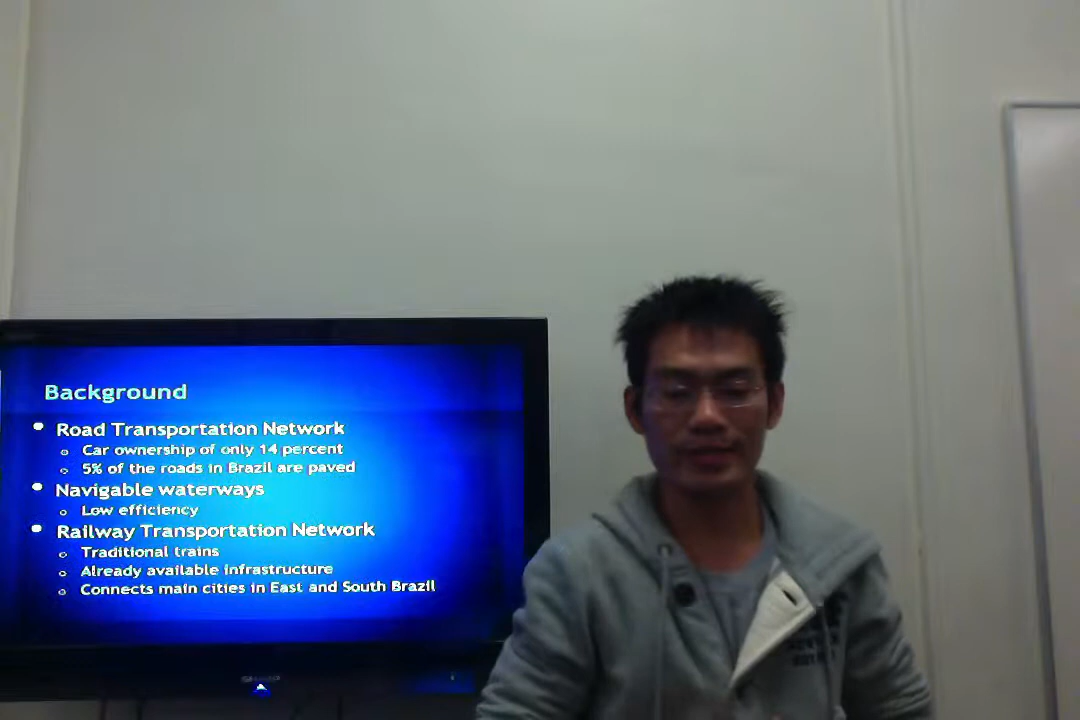 Background
Road Transportation Network
Car ownership of only 14 percent
5% of the roads in Brazil are paved
Navigable waterways
Low efficiency
Railway Transportation Network
Traditional trains
Already available infrastructure
Connects main cities in East and South Brazil
SHARP